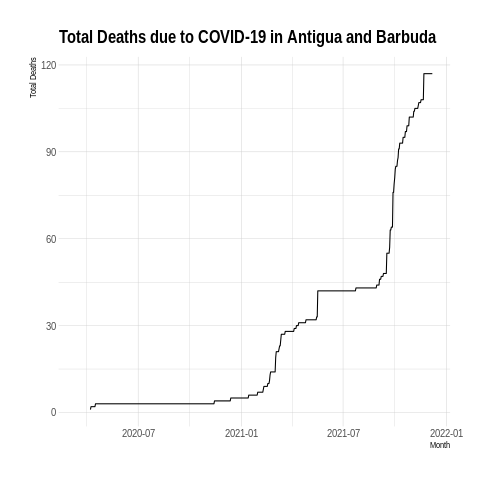 Total Deaths due to COVID-19 in Antigua and Barbuda
Total Deaths
120
90
60
30
0
2020-07 2021-01 2021-07 2022-01
Month